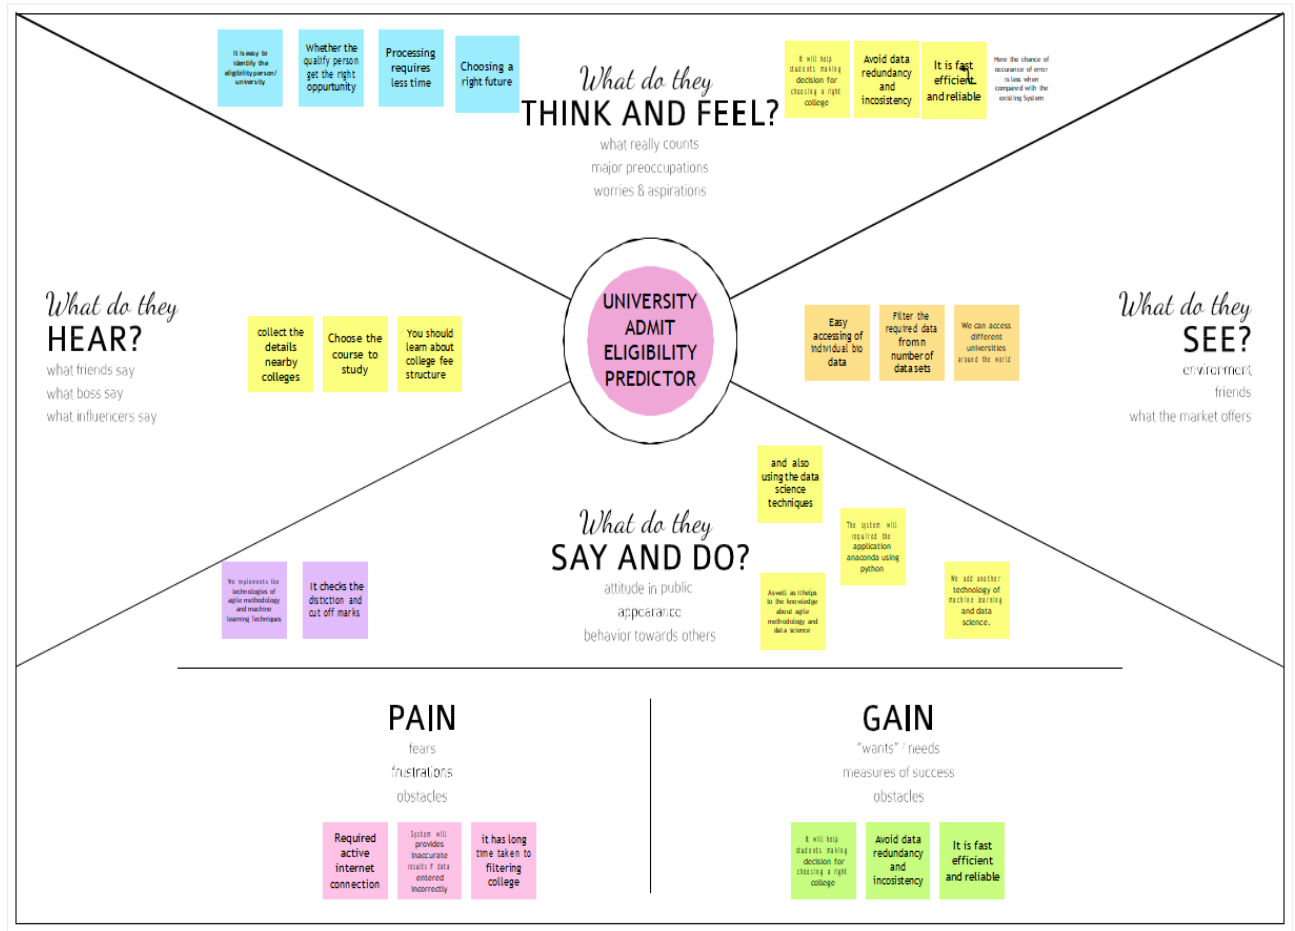 It is easy to
identify the
eligibility person/
university
Whether the
qualify person
get the right
oppurtunity
Processing
requires
less time
Choosing a
right future
What do they
THINK AND FEEL?
what really counts
major preoccupations
worries & aspirations
It will help
students making
decision for
choosing a right
college
Avoid data
redundancy
and
incosistency
It is fast
efficient
and reliable
Here the chance of
occurance of error
is less when
compared with the
existing System
What do they
HEAR?
what friends say
what boss say
what influencers say
collect the
details
nearby
colleges
Choose the
course to
study
You should
learn about
college fee
structure
UNIVERSITY
ADMIT
ELIGIBILITY
PREDICTOR
Easy
accessing of
individual bio
data
Filter the
required data
from n
number of
data sets
We can access
different
universities
around the world
What do they
SEE?
environment
friends
what the market offers
and also
using the data
science
techniques
The system will
required the
application
anaconda using
python
What do they
SAY AND DO?
attitude in public
appearance
behavior towards others
We implements the
technologies of
agile methodology
and machine
learning Techniques
It checks the
distiction and
cut off marks
As well as it helps
to the knowledge
about agile
methodology and
data science
We add another
technology of
machine learning
and data
science.
PAIN
fears
frustrations
obstacles
Required
active
internet
connection
System will
provides
inaccurate
results if data
entered
incorrectly
it has long
time taken to
filtering
college
GAIN
"wants" / needs
measures of success
obstacles
It will help
students making
decision for
choosing a right
college
Avoid data
redundancy
and
incosistency
It is fast
efficient
and reliable